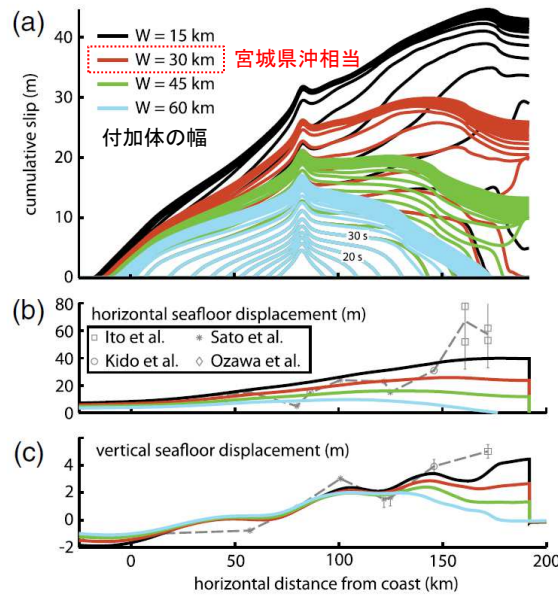 (a)
40
30
20
10
0
cumulative slip (m)
W = 15 km
W = 30 km 宮城県沖相当
W = 45 km
W = 60 km
付加体の幅
30 s
20 s
(b)
80
60
40
20
0
horizontal seafloor displacement (m)
Ito et al. Sato et al.
Kido et al. Ozawa et al.
(c)
4
2
0
-2
vertical seafloor displacement (m)
0 50 100 150 200
horizontal distance from coast (km)